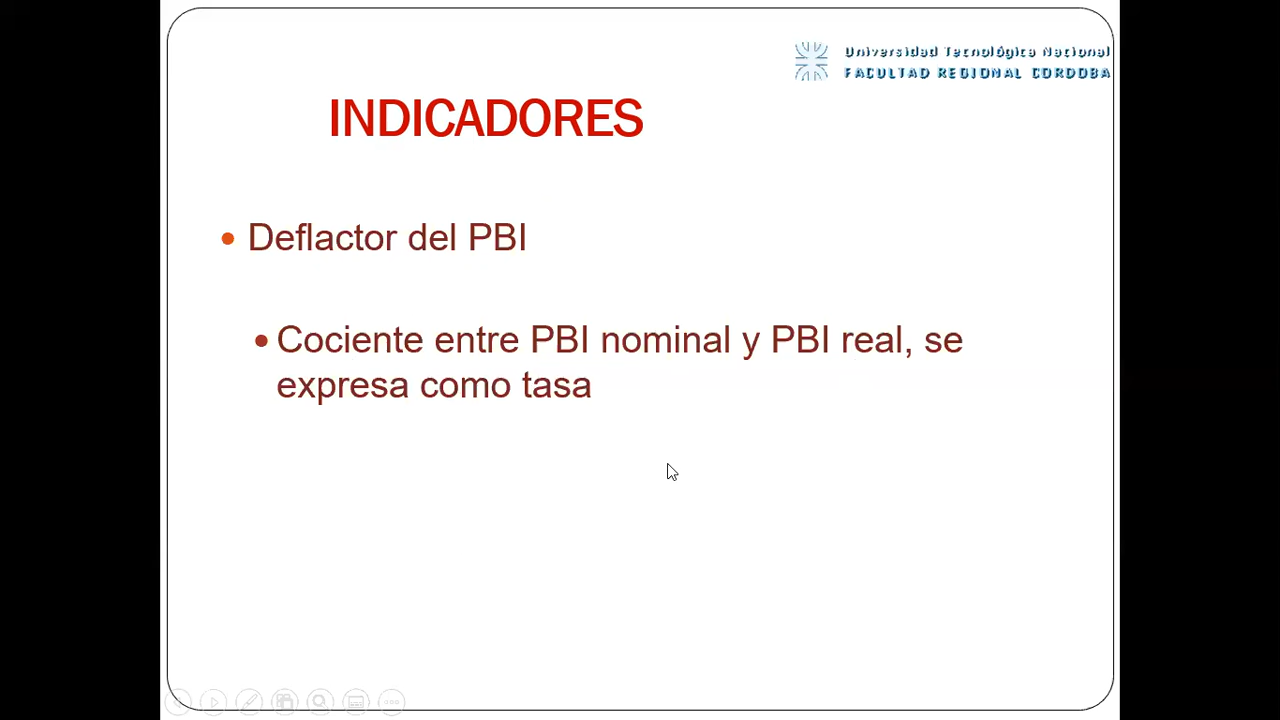 Universidad Tecnológica Nacional
FACULTAD REGIONAL CORDOBA
INDICADORES
Deflactor del PBI
Cociente entre PBI nominal y PBI real, se
expresa como tasa